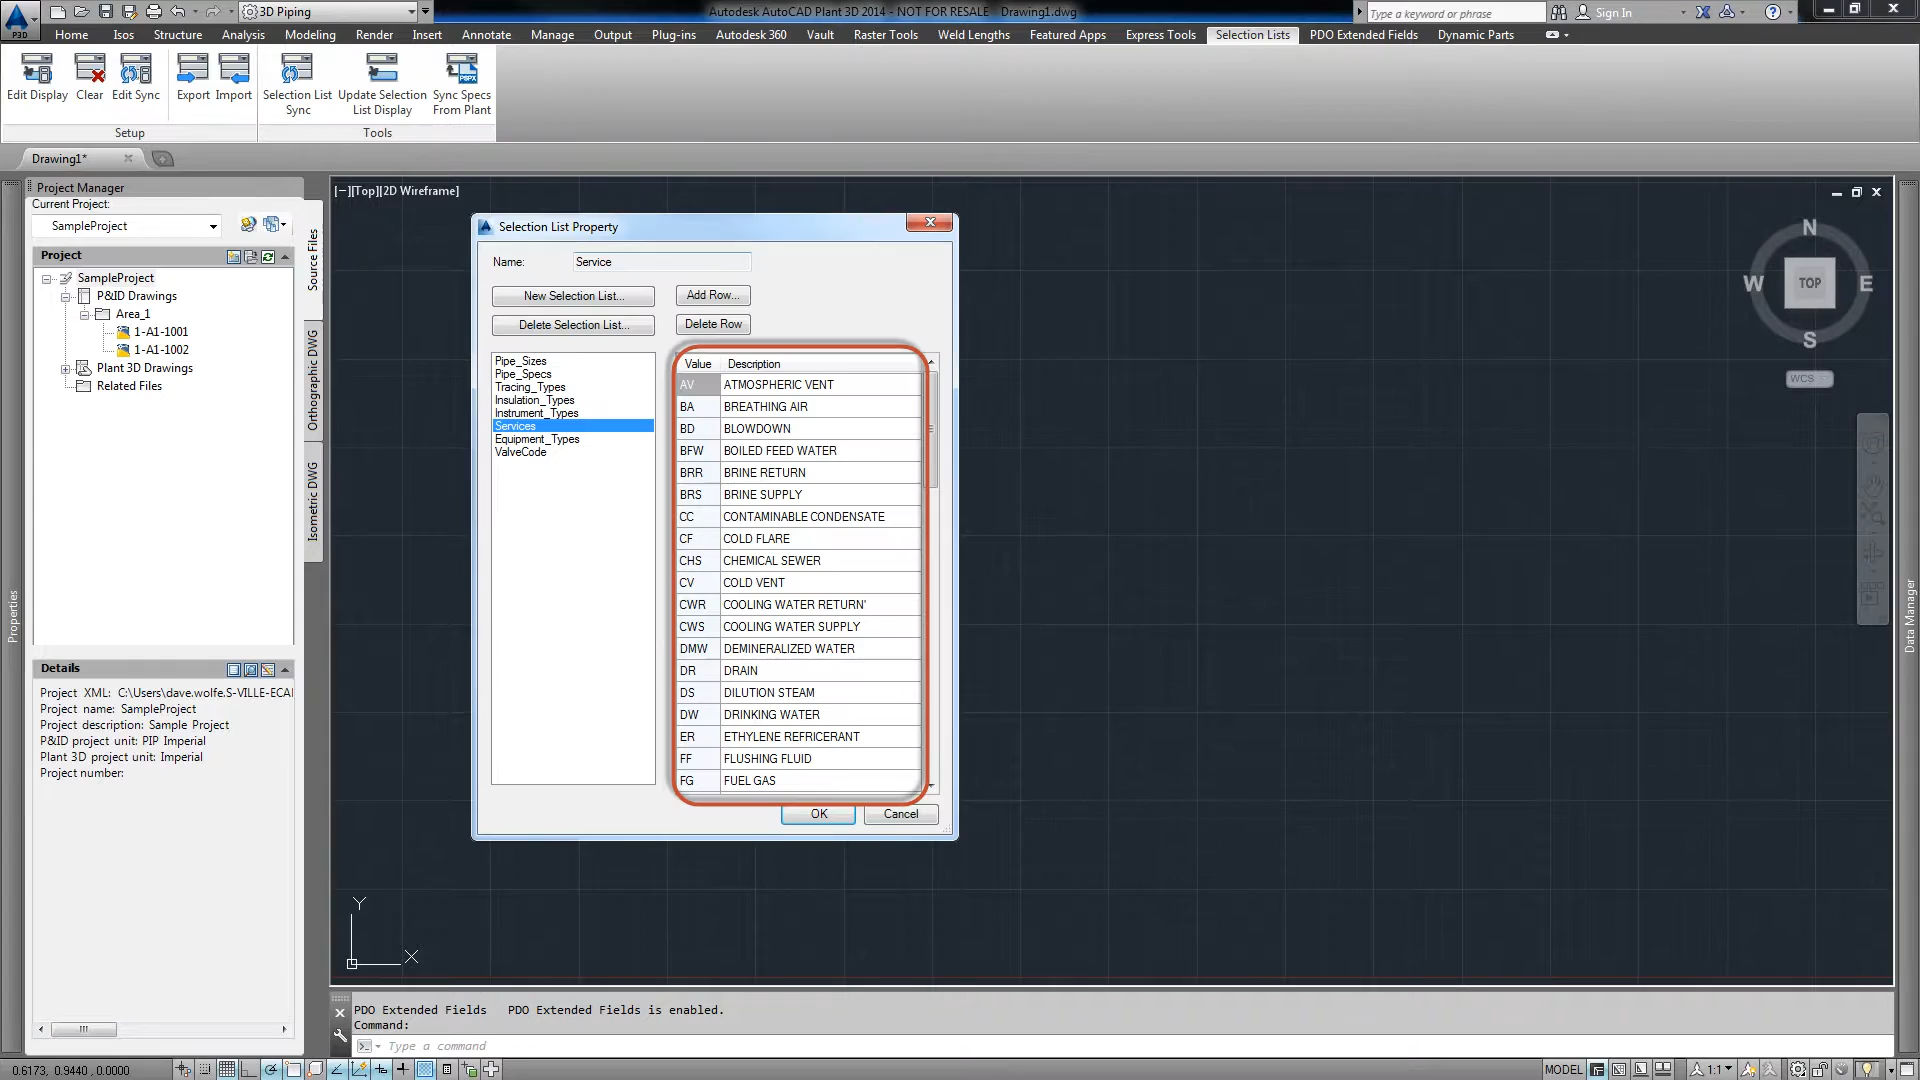 3D Piping
Autodesk AutoCAD Plant 3D 2014 - NOT FOR RESALE Drawing1.dwg
Type a keyword or phrase
Sign In
P3D
Home Isos Structure Analysis Modeling Render Insert Annotate Manage Output Plug-ins Autodesk 360 Vault Raster Tools Weld Lengths Featured Apps Express Tools Selection Lists PDO Extended Fields Dynamic Parts
Edit Display Clear Edit Sync Export Import Selection List Sync Update Selection List Display Sync Specs From Plant
Setup Tools
Drawing1*
Project Manager
Current Project:
SampleProject
Project
SampleProject
P&ID Drawings
Area_1
1-A1-1001
1-A1-1002
Plant 3D Drawings
Related Files
Source Files
Orthographic DWG
Isometric DWG
Properties
Details
Project XML: C:\Users\dave.wolfe.S-VILLE-ECAI
Project name: SampleProject
Project description: Sample Project
P&ID project unit: PIP Imperial
Plant 3D project unit: Imperial
Project number:
[−][Top][2D Wireframe]
Selection List Property
Name: Service
New Selection List...
Add Row...
Delete Selection List...
Delete Row
Pipe_Sizes
Pipe_Specs
Tracing_Types
Insulation_Types
Instrument_Types
Services
Equipment_Types
ValveCode
Value Description
AV ATMOSPHERIC VENT
BA BREATHING AIR
BD BLOWDOWN
BFW BOILED FEED WATER
BRR BRINE RETURN
BRS BRINE SUPPLY
CC CONTAMINABLE CONDENSATE
CF COLD FLARE
CHS CHEMICAL SEWER
CV COLD VENT
CWR COOLING WATER RETURN'
CWS COOLING WATER SUPPLY
DMW DEMINERALIZED WATER
DR DRAIN
DS DILUTION STEAM
DW DRINKING WATER
ER ETHYLENE REFRICERANT
FF FLUSHING FLUID
FG FUEL GAS
OK Cancel
N
W TOP E
S
WCS
Data Manager
Y
X
PDO Extended Fields PDO Extended Fields is enabled.
Command:
Type a command
0.6173, 0.9440, 0.0000
MODEL 1:1